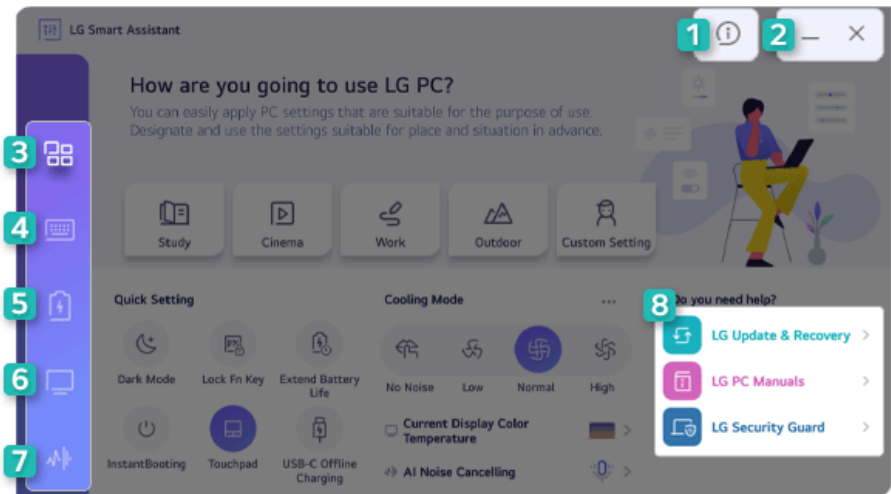 LG Smart Assistant
1
2
How are you going to use LG PC?
You can easily apply PC settings that are suitable for the purpose of use.
Designate and use the settings suitable for place and situation in advance.
3
4
5
6
7
Study
Cinema
Work
Outdoor
Custom Setting
Quick Setting
Dark Mode
Lock Fn Key
Extend Battery
Life
InstantBooting
Touchpad
USB-C Offline
Charging
Cooling Mode
...
No Noise
Low
Normal
High
Current Display Color
Temperature
AI Noise Cancelling
8
Do you need help?
LG Update & Recovery
LG PC Manuals
LG Security Guard